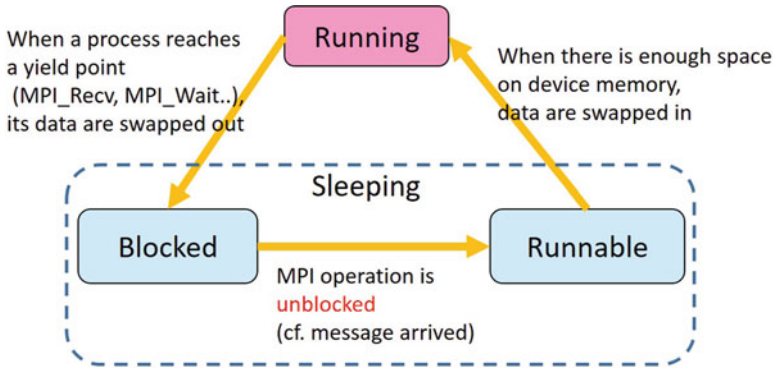 Running
When a process reaches
a yield point
(MPI_Recv, MPI_Wait..),
its data are swapped out
When there is enough space
on device memory,
data are swapped in
Sleeping
Blocked
Runnable
MPI operation is
unblocked
(cf. message arrived)